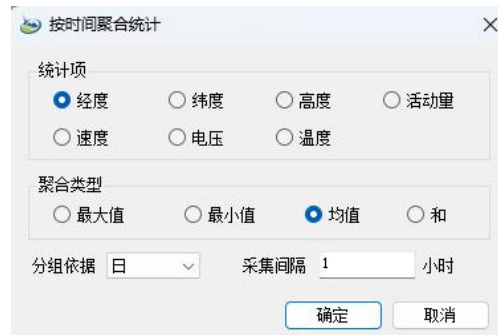 按时间聚合统计
统计项
经度 纬度 高度 活动量
速度 电压 温度
聚合类型
最大值 最小值 均值 和
分组依据 日 采集间隔 1 小时
确定 取消